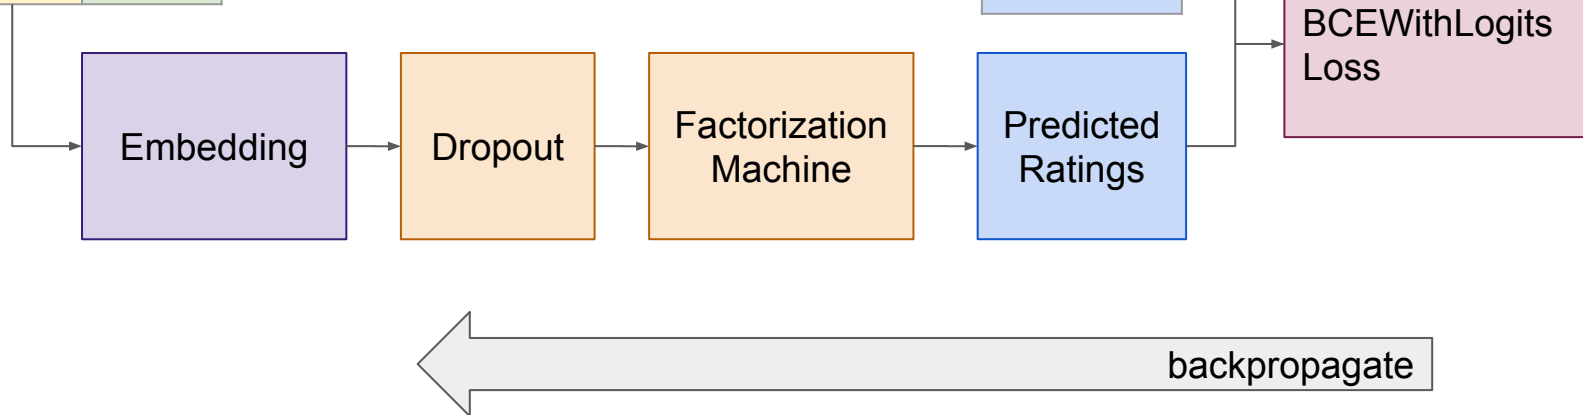 BCEWithLogits
Loss
Embedding
Dropout
Factorization
Machine
Predicted
Ratings
backpropagate